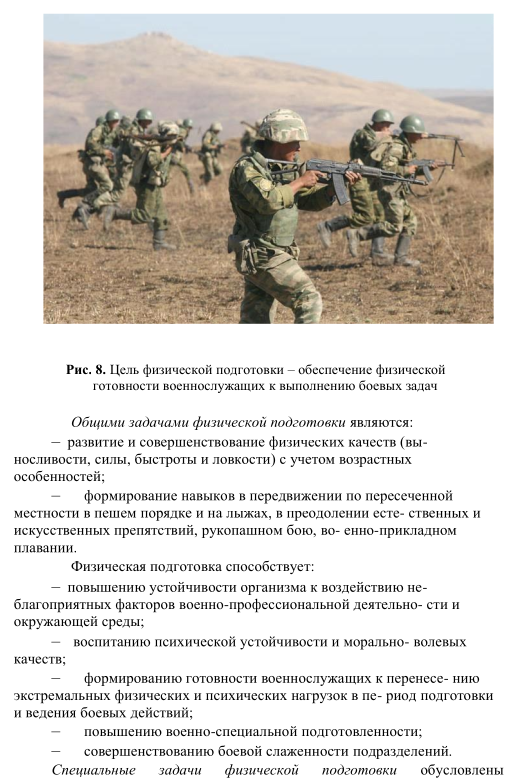 Рис. 8. Цель физической подготовки – обеспечение физической
готовности военнослужащих к выполнению боевых задач
Общими задачами физической подготовки являются:
– развитие и совершенствование физических качеств (вы-
носливости, силы, быстроты и ловкости) с учетом возрастных
особенностей;
– формирование навыков в передвижении по пересеченной
местности в пешем порядке и на лыжах, в преодолении есте- ственных и
искусственных препятствий, рукопашном бою, во- енно-прикладном
плавании.
Физическая подготовка способствует:
– повышению устойчивости организма к воздействию не-
благоприятных факторов военно-профессиональной деятельно- сти и
окружающей среды;
– воспитанию психической устойчивости и морально- волевых
качеств;
– формированию готовности военнослужащих к перенесе- нию
экстремальных физических и психических нагрузок в пе- риод подготовки
и ведения боевых действий;
– повышению военно-специальной подготовленности;
– совершенствованию боевой слаженности подразделений.
Специальные задачи физической подготовки обусловлены